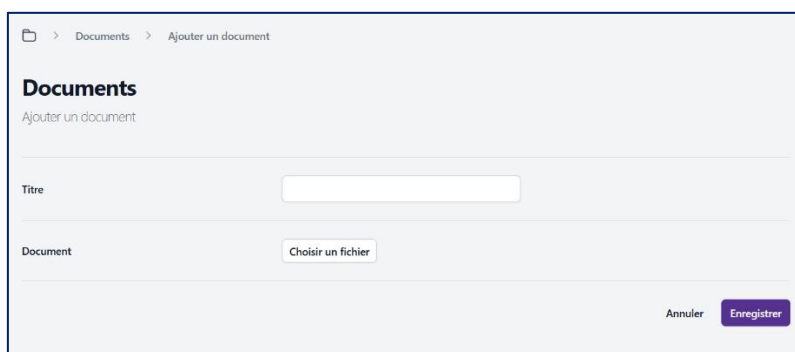 > Documents > Ajouter un document
Documents
Ajouter un document
Titre
Document Choisir un fichier
Annuler Enregistrer